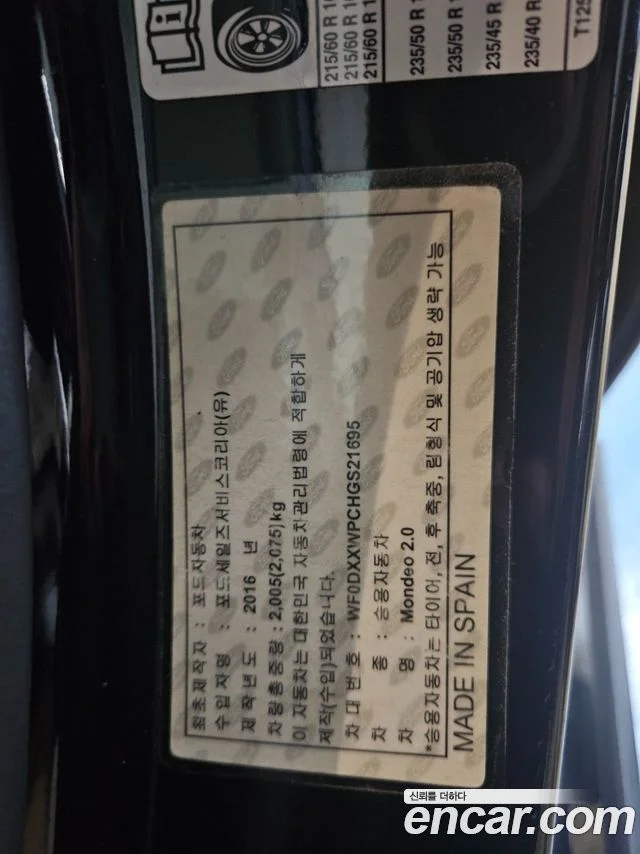 215/60 R 1
215/60 R 1
215/60 R 1
235/50 R 1
235/50 R 1
235/45 R
235/40 R
T125
최초제작자 : 포드자동차
수입자명 : 포드세일즈서비스코리아(유)
제작년도 : 2016 년
차량총중량 : 2,005(2,075)kg
이 자동차는 대한민국 자동차관리법령에 적합하게
제작(수입)되었습니다.
차대번호 : WF0DXXWPCHGS21695
차 종 : 승용자동차
차 명 : Mondeo 2.0
*승용자동차는 타이어, 전, 후 축중, 림형식 및 공기압 생략 가능
MADE IN SPAIN
신뢰를 더하다
encar.com